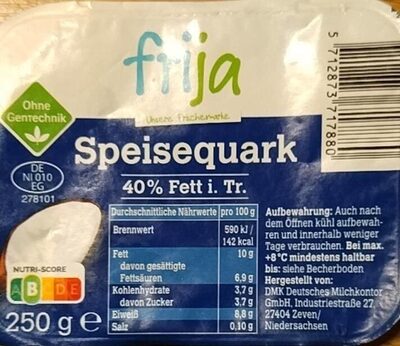 frija
Unsere Frischemarke
Ohne
Gentechnik
Speisequark
40% Fett i. Tr.
DE
NI 010
EG
278101
Durchschnittliche Nährwerte pro 100 g
Brennwert 590 kJ /
142 kcal
Fett 10 g
davon gesättigte
Fettsäuren 6,9 g
Kohlenhydrate 3,7 g
davon Zucker 3,7 g
Eiweiß 8,8 g
Salz 0,10 g
Aufbewahrung: Auch nach
dem Öffnen kühl aufbewah-
ren und innerhalb weniger
Tage verbrauchen. Bei max.
+8°C mindestens haltbar
bis: siehe Becherboden
Hergestellt von:
DMK Deutsches Milchkontor
GmbH, Industriestraße 27,
27404 Zeven/
Niedersachsen
NUTRI-SCORE
A B C D E
250 g e
5 712873 717880